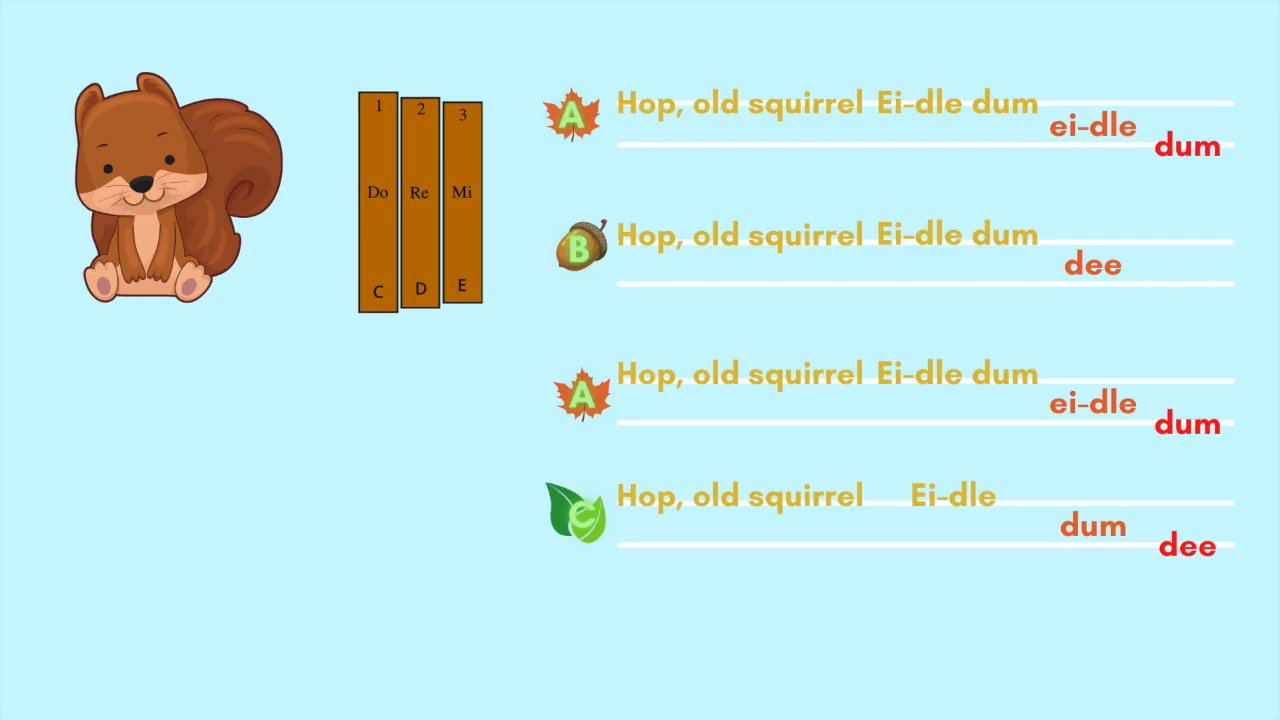 1 2 3
Do Re Mi
C D E
A Hop, old squirrel Ei-dle dum ei-dle dum
B Hop, old squirrel Ei-dle dum dee
A Hop, old squirrel Ei-dle dum ei-dle dum
C Hop, old squirrel Ei-dle dum dee